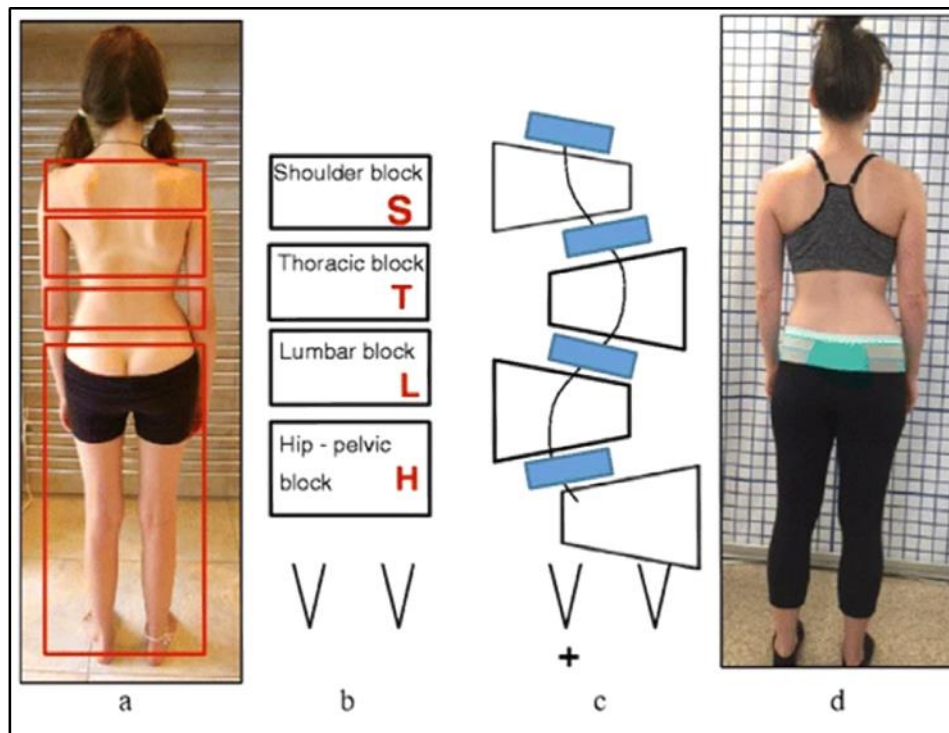 Shoulder block
S
Thoracic block
T
Lumbar block
L
Hip - pelvic
block
H
+
a
b
c
d